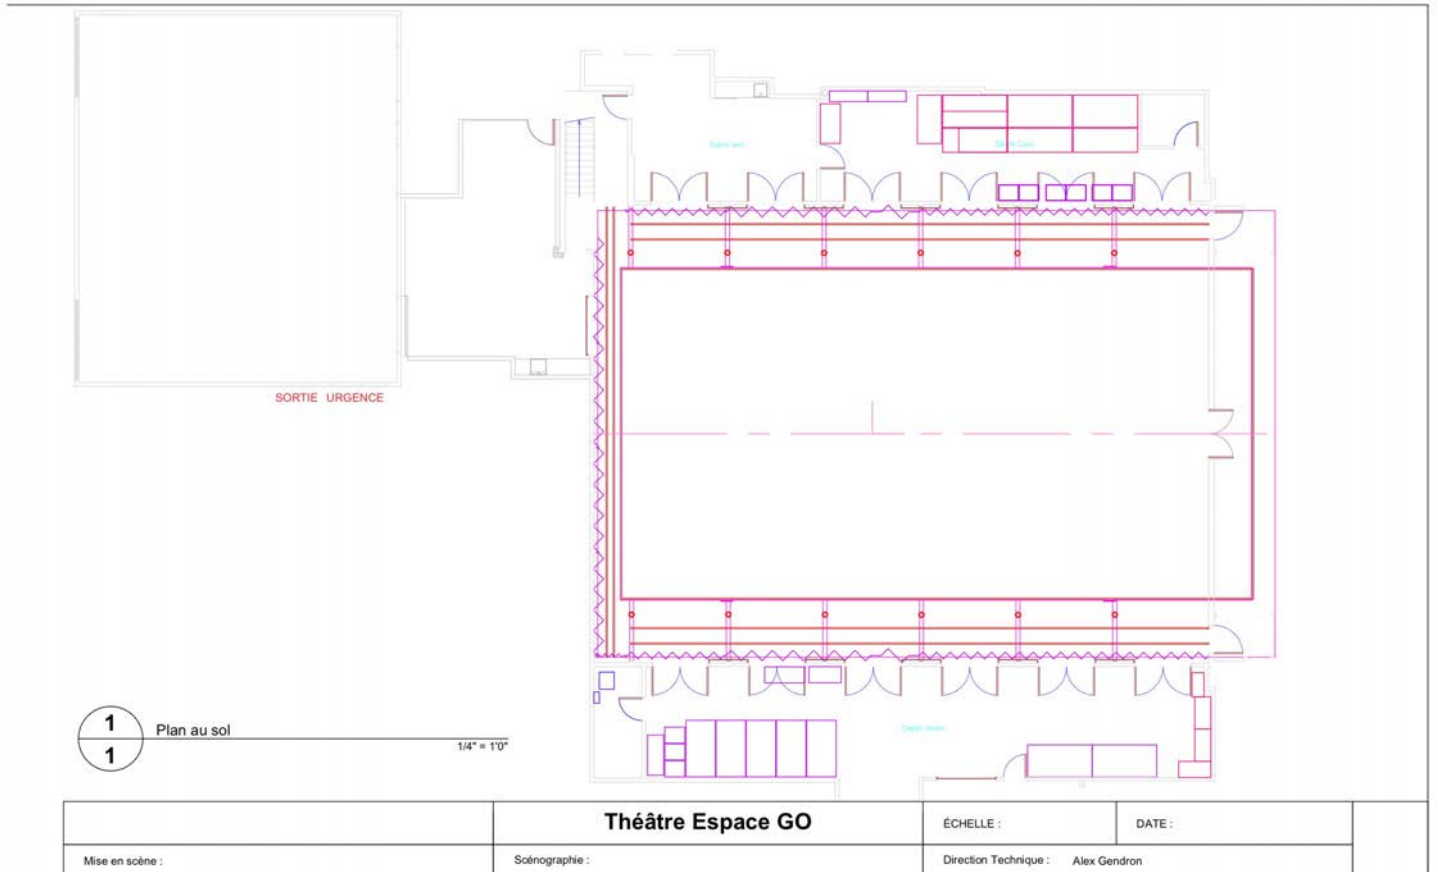 SORTIE URGENCE
1
1
Plan au sol
1/4" = 1'0"
Théâtre Espace GO
ÉCHELLE :
DATE :
Mise en scène :
Scénographie :
Direction Technique : Alex Gendron